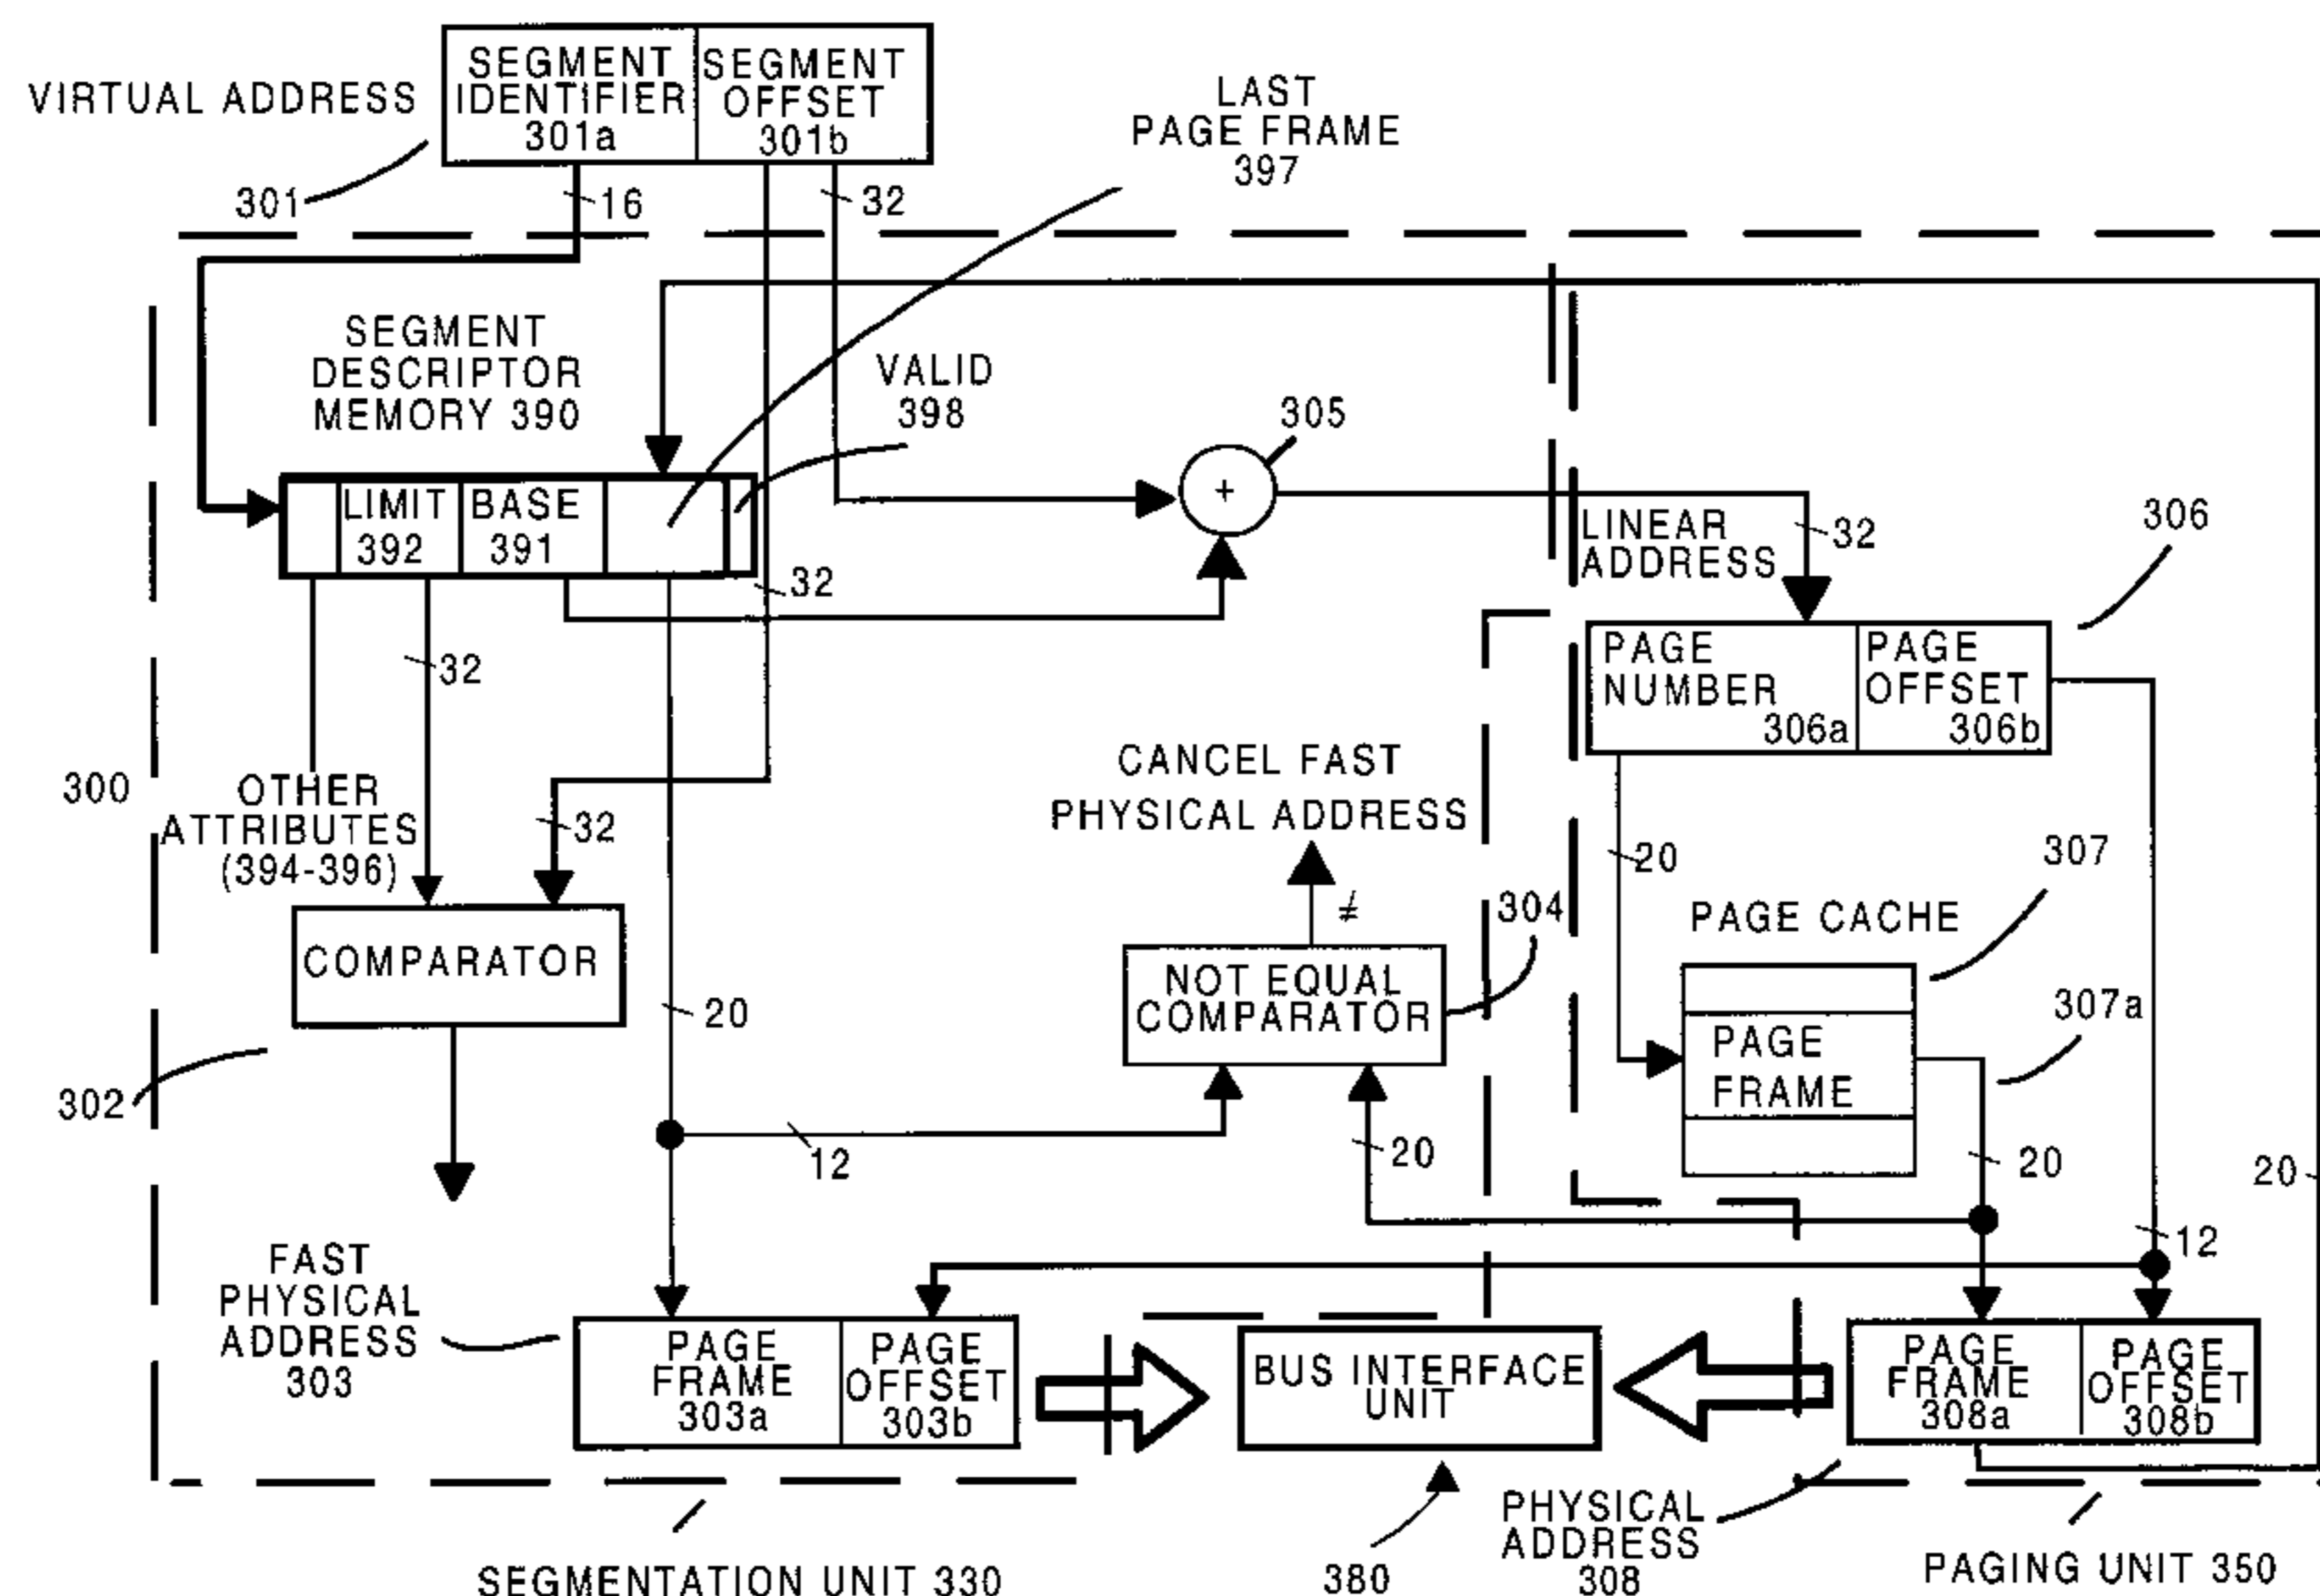 VIRTUAL ADDRESS
301
SEGMENT
IDENTIFIER
301a
SEGMENT
OFFSET
301b
16
32
LAST
PAGE FRAME
397
SEGMENT
DESCRIPTOR
MEMORY 390
VALID
398
305
+
LIMIT
392
BASE
391
32
32
LINEAR
ADDRESS
32
306
PAGE
NUMBER
306a
PAGE
OFFSET
306b
300
OTHER
ATTRIBUTES
(394-396)
32
CANCEL FAST
PHYSICAL ADDRESS
≠
20
307
PAGE CACHE
304
COMPARATOR
302
20
NOT EQUAL
COMPARATOR
307a
PAGE
FRAME
12
20
20
20
12
FAST
PHYSICAL
ADDRESS
303
PAGE
FRAME
303a
PAGE
OFFSET
303b
BUS INTERFACE
UNIT
PAGE
FRAME
308a
PAGE
OFFSET
308b
SEGMENTATION UNIT 330
380
PHYSICAL
ADDRESS
308
PAGING UNIT 350